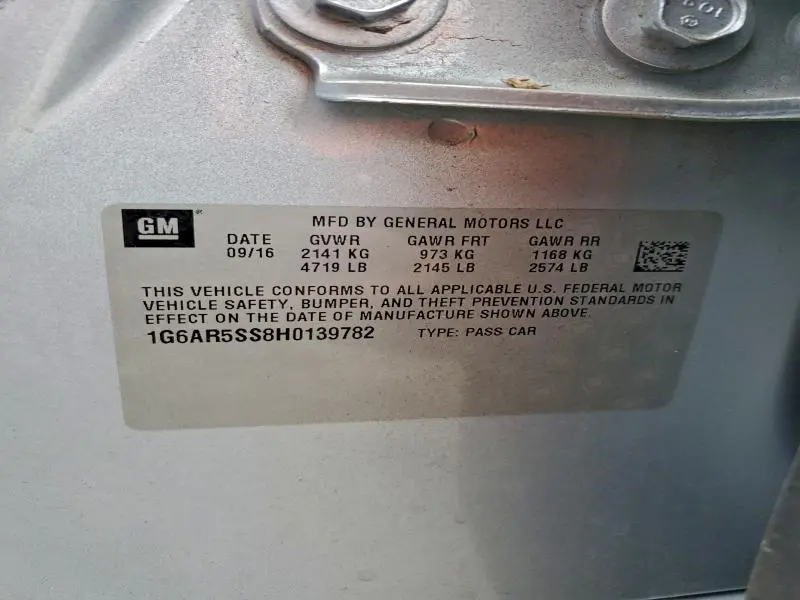 GM
MFD BY GENERAL MOTORS LLC
DATE GVWR GAWR FRT GAWR RR
09/16 2141 KG 973 KG 1168 KG
4719 LB 2145 LB 2574 LB
THIS VEHICLE CONFORMS TO ALL APPLICABLE U.S. FEDERAL MOTOR
VEHICLE SAFETY, BUMPER, AND THEFT PREVENTION STANDARDS IN
EFFECT ON THE DATE OF MANUFACTURE SHOWN ABOVE.
1G6AR5SS8H0139782 TYPE: PASS CAR